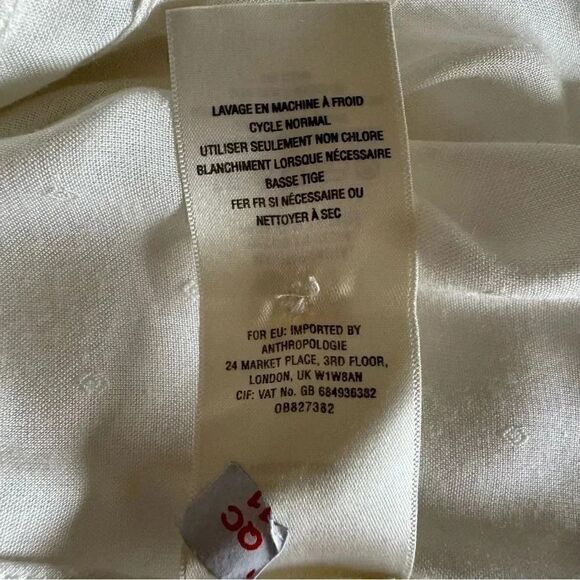 LAVAGE EN MACHINE À FROID
CYCLE NORMAL
UTILISER SEULEMENT NON CHLORE
BLANCHIMENT LORSQUE NÉCESSAIRE
BASSE TIGE
FER FR SI NÉCESSAIRE OU
NETTOYER À SEC
FOR EU: IMPORTED BY
ANTHROPOLOGIE
24 MARKET PLACE, 3RD FLOOR,
LONDON, UK W1W8AN
CIF: VAT No. GB 684936382
OB827382
QC